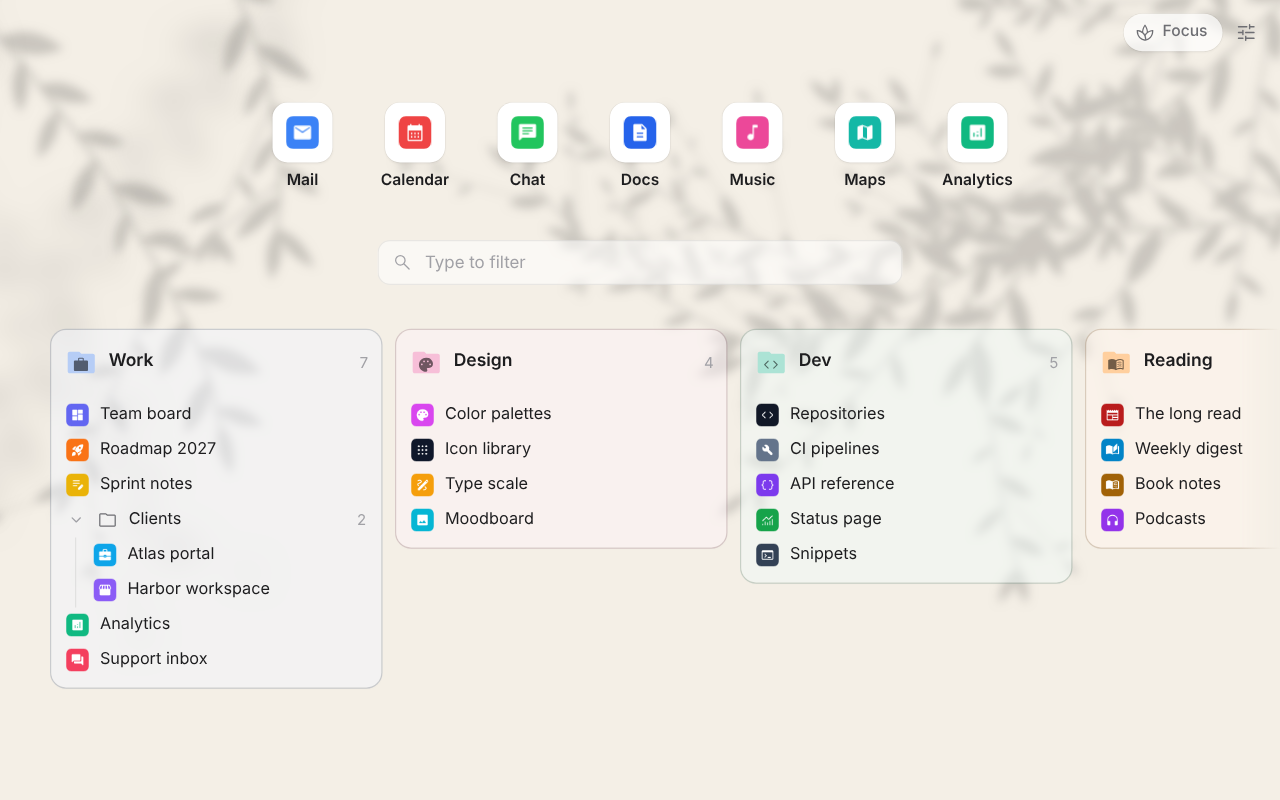 Focus
Mail
Calendar
Chat
Docs
Music
Maps
Analytics
Type to filter
Work 7
Team board
Roadmap 2027
Sprint notes
Clients 2
Atlas portal
Harbor workspace
Analytics
Support inbox
Design 4
Color palettes
Icon library
Type scale
Moodboard
Dev 5
Repositories
CI pipelines
API reference
Status page
Snippets
Reading
The long read
Weekly digest
Book notes
Podcasts